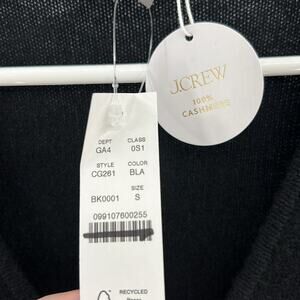 J.CREW
100%
CASHMERE
DEPT CLASS
GA4 0S1
STYLE COLOR
CG261 BLA
SIZE
BK0001 S
099107600255
RECYCLED